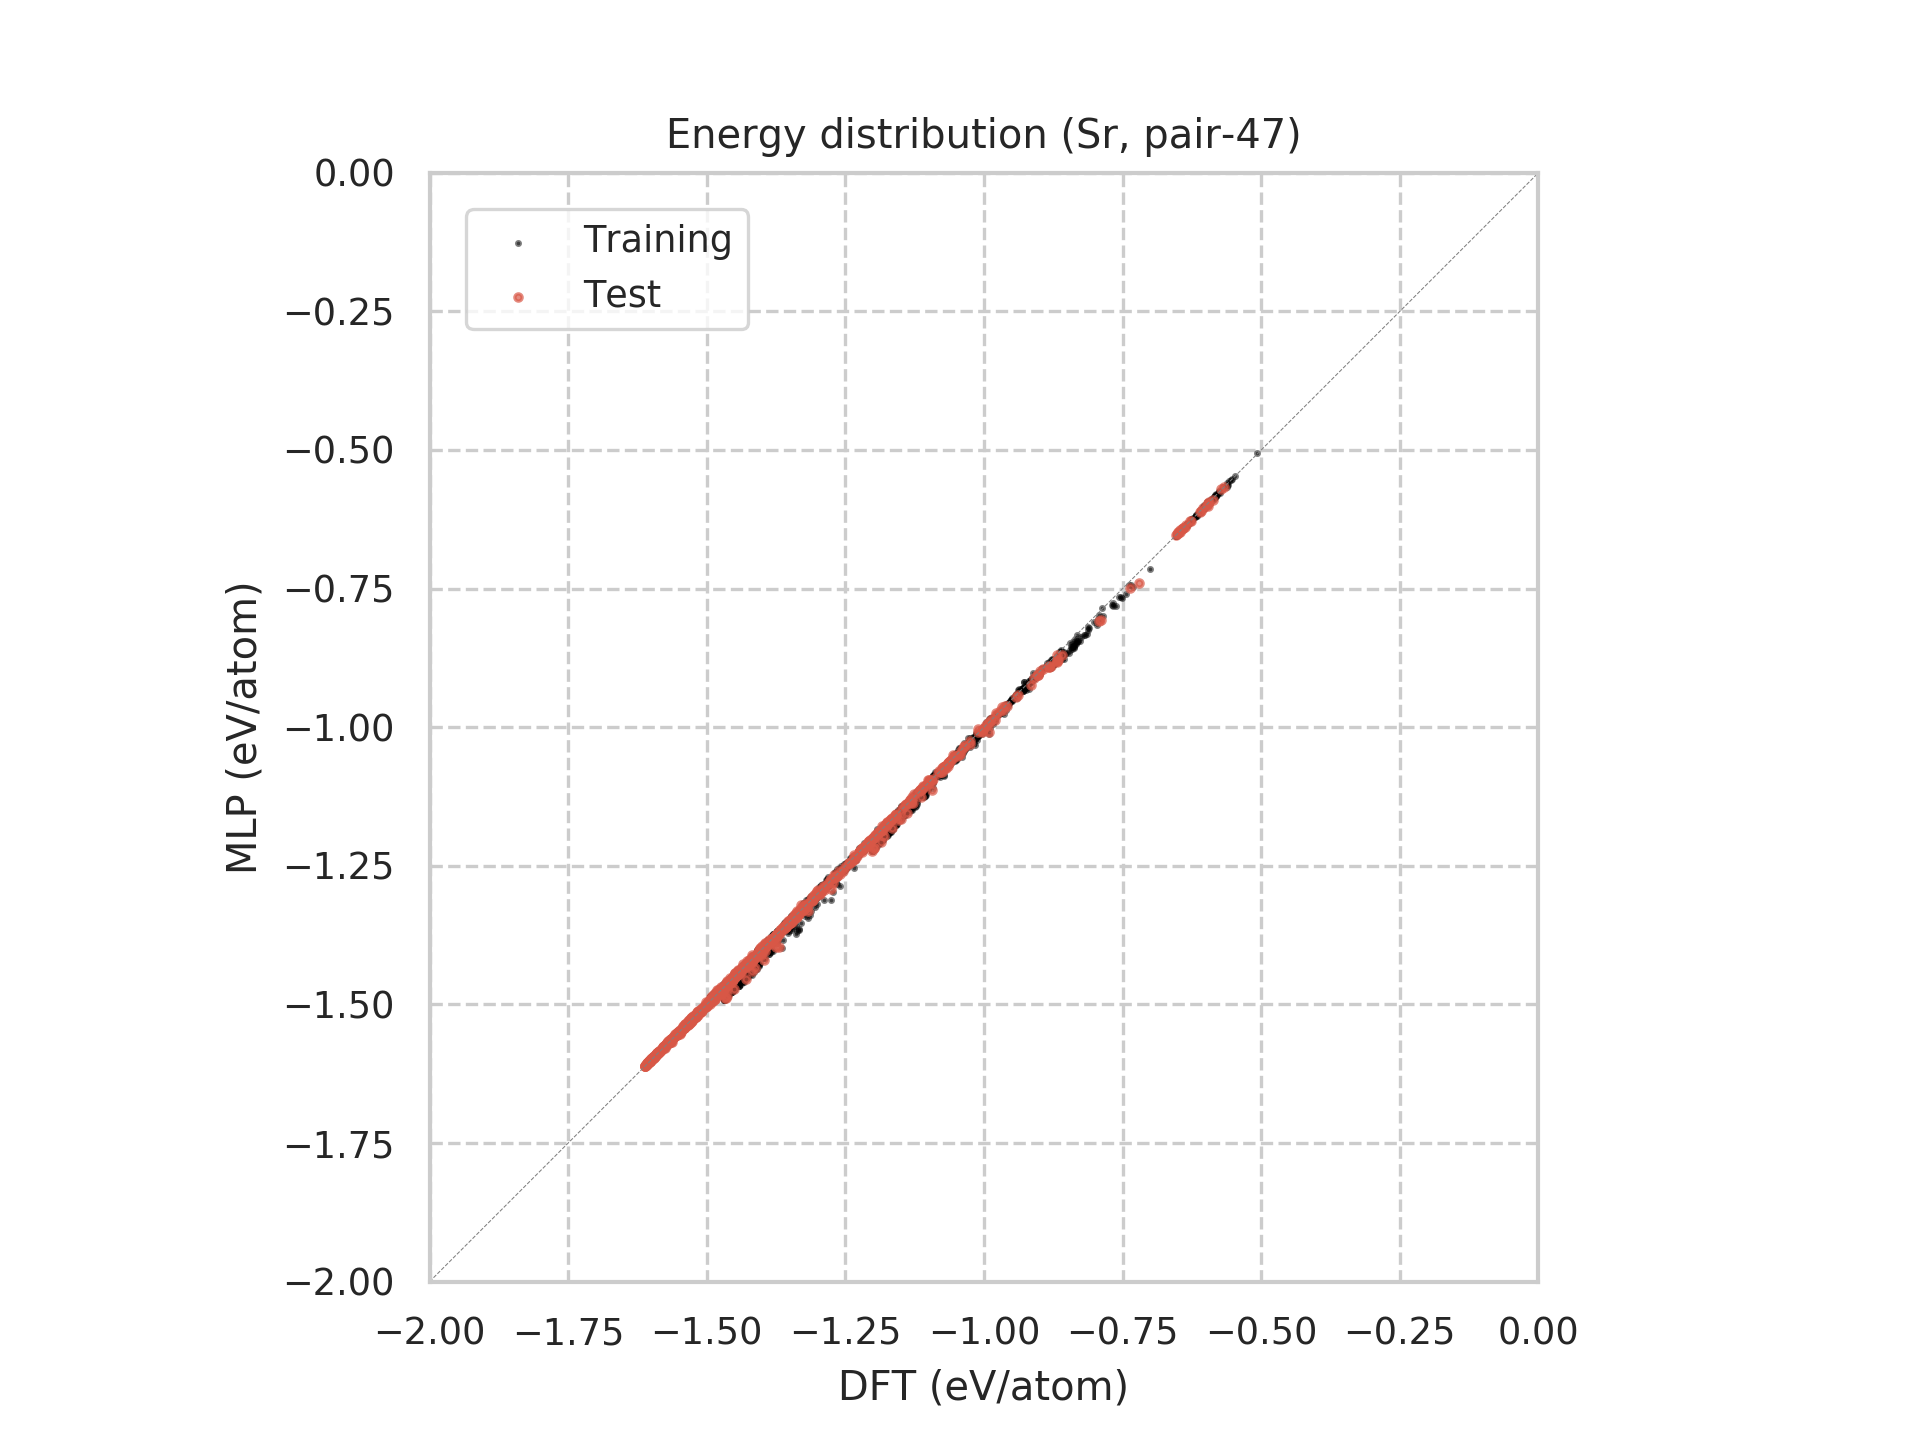 Energy distribution (Sr, pair-47)
0.00
−0.25
−0.50
−0.75
−1.00
−1.25
−1.50
−1.75
−2.00
MLP (eV/atom)
Training
Test
−2.00 −1.75 −1.50 −1.25 −1.00 −0.75 −0.50 −0.25 0.00
DFT (eV/atom)